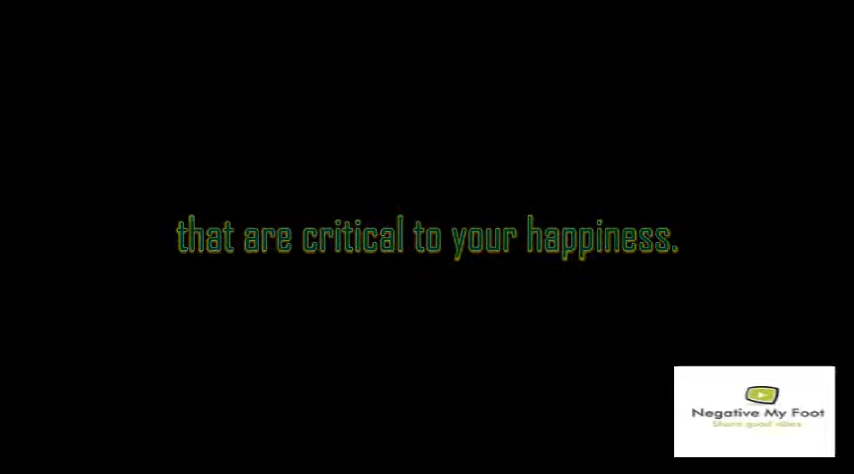 that are critical to your happiness.
Negative My Foot
Share good vibes